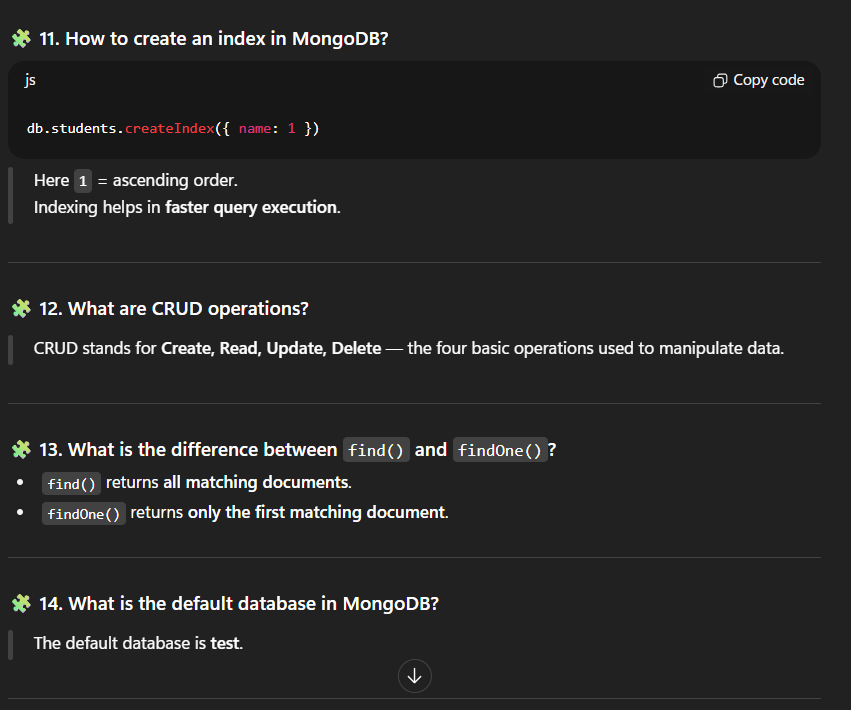 🧩 11. How to create an index in MongoDB?
js
Copy code
db.students.createIndex({ name: 1 })
Here 1 = ascending order.
Indexing helps in faster query execution.
🧩 12. What are CRUD operations?
CRUD stands for Create, Read, Update, Delete — the four basic operations used to manipulate data.
🧩 13. What is the difference between find() and findOne()?
• find() returns all matching documents.
• findOne() returns only the first matching document.
🧩 14. What is the default database in MongoDB?
The default database is test.